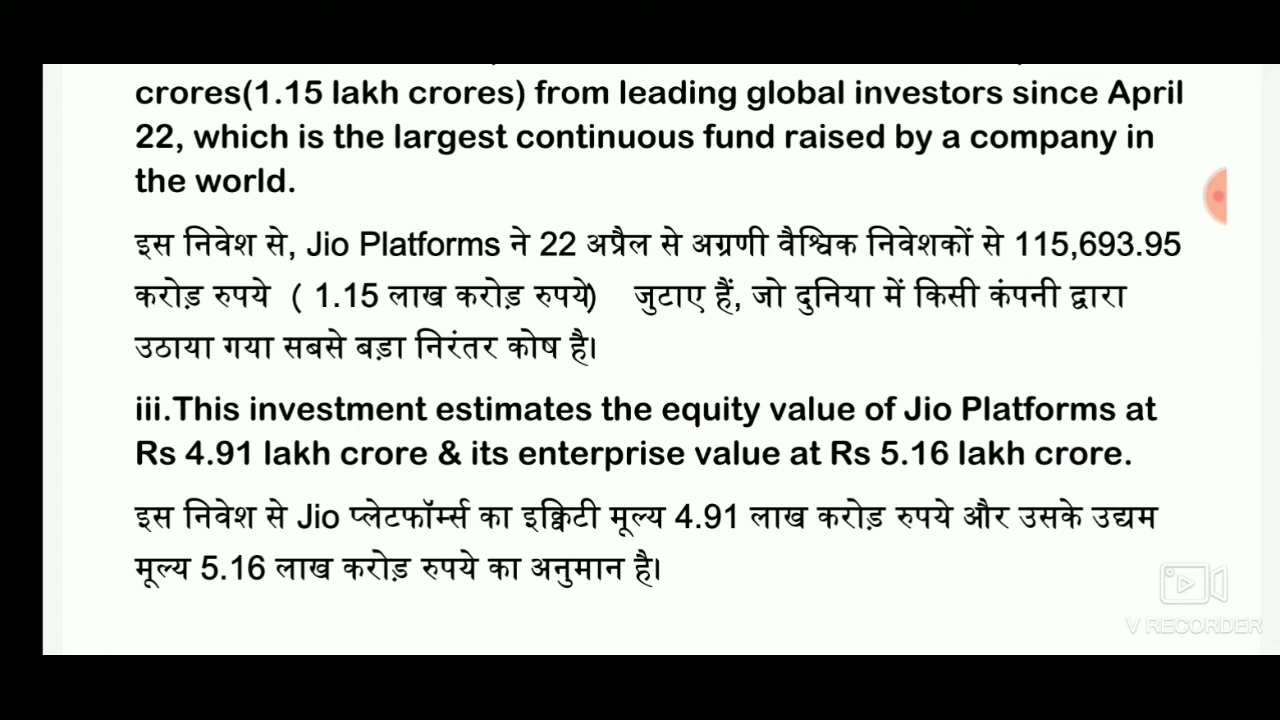 crores(1.15 lakh crores) from leading global investors since April
22, which is the largest continuous fund raised by a company in
the world.
इस निवेश से, Jio Platforms ने 22 अप्रैल से अग्रणी वैश्विक निवेशकों से 115,693.95
करोड़ रुपये ( 1.15 लाख करोड़ रुपये) जुटाए हैं, जो दुनिया में किसी कंपनी द्वारा
उठाया गया सबसे बड़ा निरंतर कोष है।
iii.This investment estimates the equity value of Jio Platforms at
Rs 4.91 lakh crore & its enterprise value at Rs 5.16 lakh crore.
इस निवेश से Jio प्लेटफॉर्म्स का इक्विटी मूल्य 4.91 लाख करोड़ रुपये और उसके उद्यम
मूल्य 5.16 लाख करोड़ रुपये का अनुमान है।
V RECORDER